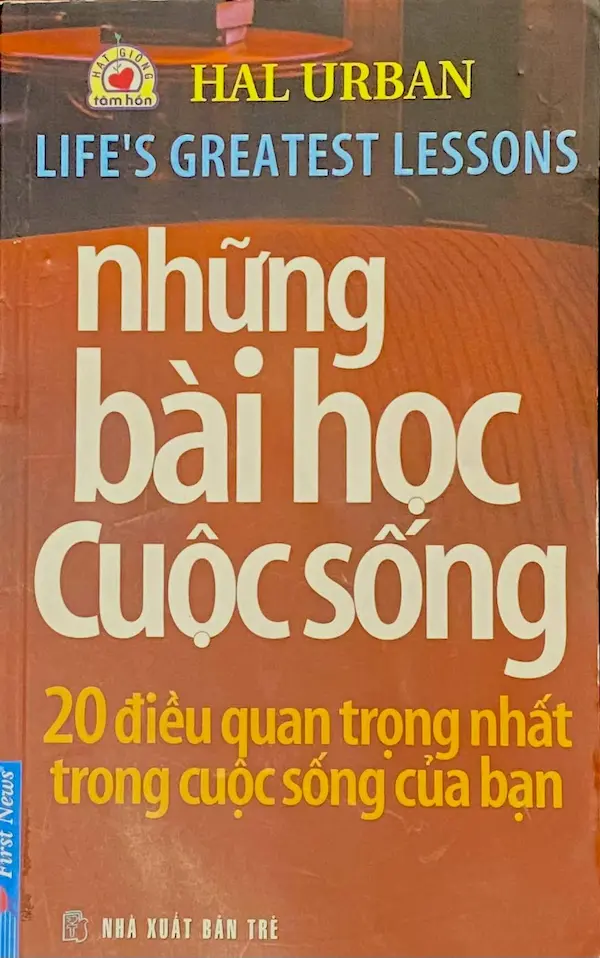 HẠT GIỐNG
tâm hồn
HAL URBAN
LIFE'S GREATEST LESSONS
những
bài học
Cuộc sống
20 điều quan trọng nhất
trong cuộc sống của bạn
First News
NHÀ XUẤT BẢN TRẺ